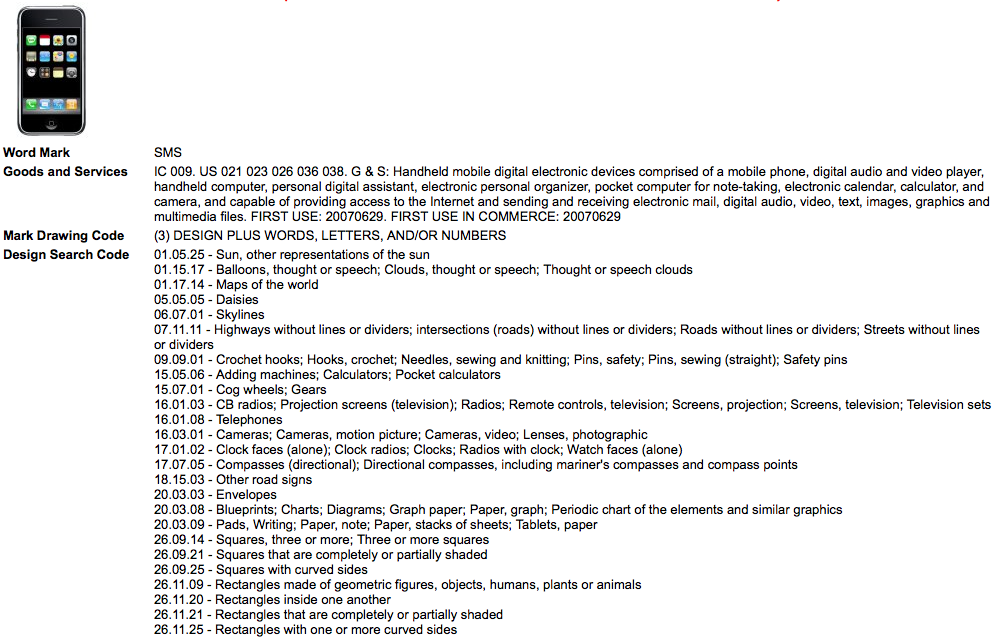 Word Mark SMS
Goods and Services IC 009. US 021 023 026 036 038. G & S: Handheld mobile digital electronic devices comprised of a mobile phone, digital audio and video player,
handheld computer, personal digital assistant, electronic personal organizer, pocket computer for note-taking, electronic calendar, calculator, and
camera, and capable of providing access to the Internet and sending and receiving electronic mail, digital audio, video, text, images, graphics and
multimedia files. FIRST USE: 20070629. FIRST USE IN COMMERCE: 20070629
Mark Drawing Code (3) DESIGN PLUS WORDS, LETTERS, AND/OR NUMBERS
Design Search Code 01.05.25 - Sun, other representations of the sun
01.15.17 - Balloons, thought or speech; Clouds, thought or speech; Thought or speech clouds
01.17.14 - Maps of the world
05.05.05 - Daisies
06.07.01 - Skylines
07.11.11 - Highways without lines or dividers; intersections (roads) without lines or dividers; Roads without lines or dividers; Streets without lines
or dividers
09.09.01 - Crochet hooks; Hooks, crochet; Needles, sewing and knitting; Pins, safety; Pins, sewing (straight); Safety pins
15.05.06 - Adding machines; Calculators; Pocket calculators
15.07.01 - Cog wheels; Gears
16.01.03 - CB radios; Projection screens (television); Radios; Remote controls, television; Screens, projection; Screens, television; Television sets
16.01.08 - Telephones
16.03.01 - Cameras; Cameras, motion picture; Cameras, video; Lenses, photographic
17.01.02 - Clock faces (alone); Clock radios; Clocks; Radios with clock; Watch faces (alone)
17.07.05 - Compasses (directional); Directional compasses, including mariner's compasses and compass points
18.15.03 - Other road signs
20.03.03 - Envelopes
20.03.08 - Blueprints; Charts; Diagrams; Graph paper; Paper, graph; Periodic chart of the elements and similar graphics
20.03.09 - Pads, Writing; Paper, note; Paper, stacks of sheets; Tablets, paper
26.09.14 - Squares, three or more; Three or more squares
26.09.21 - Squares that are completely or partially shaded
26.09.25 - Squares with curved sides
26.11.09 - Rectangles made of geometric figures, objects, humans, plants or animals
26.11.20 - Rectangles inside one another
26.11.21 - Rectangles that are completely or partially shaded
26.11.25 - Rectangles with one or more curved sides